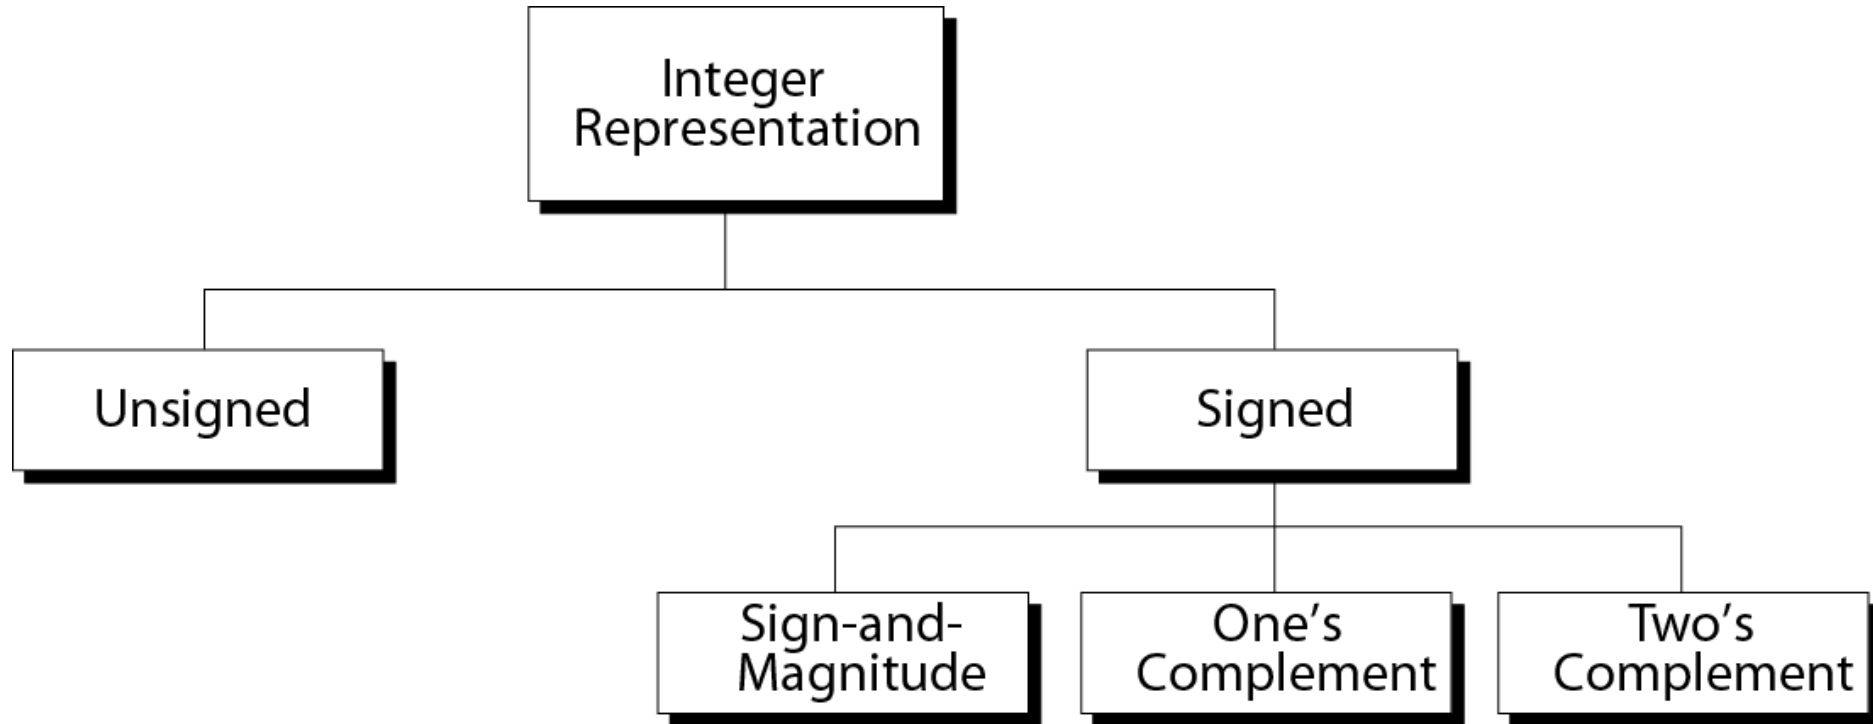 Integer
Representation
Unsigned
Signed
Sign-and-
Magnitude
One’s
Complement
Two’s
Complement